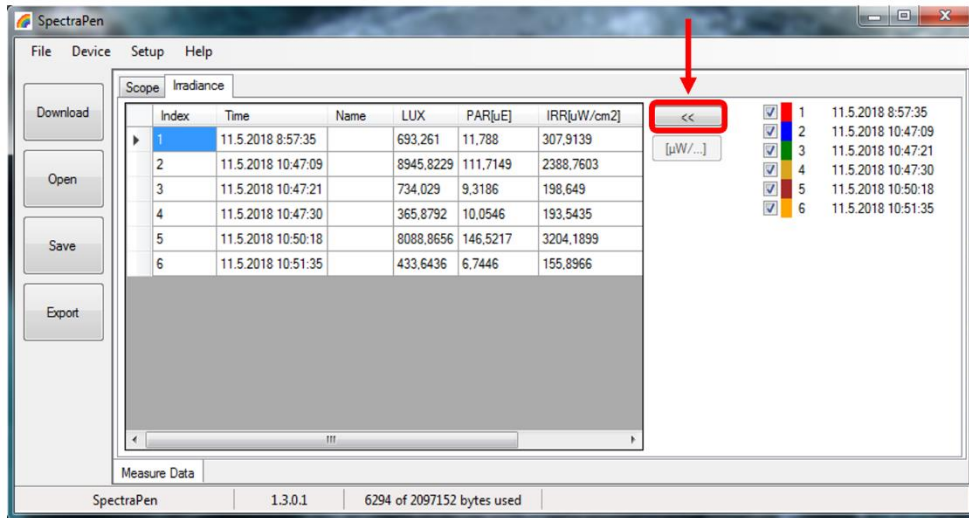 SpectraPen
File Device Setup Help
Download
Open
Save
Export
Scope Irradiance
Index Time Name LUX PAR[uE] IRR[uW/cm2]
1 11.5.2018 8:57:35 693,261 11,788 307,9139
2 11.5.2018 10:47:09 8945,8229 111,7149 2388,7603
3 11.5.2018 10:47:21 734,029 9,3186 198,649
4 11.5.2018 10:47:30 365,8792 10,0546 193,5435
5 11.5.2018 10:50:18 8088,8656 146,5217 3204,1899
6 11.5.2018 10:51:35 433,6436 6,7446 155,8966
<<
[µW/...]
1 11.5.2018 8:57:35
2 11.5.2018 10:47:09
3 11.5.2018 10:47:21
4 11.5.2018 10:47:30
5 11.5.2018 10:50:18
6 11.5.2018 10:51:35
Measure Data
SpectraPen 1.3.0.1 6294 of 2097152 bytes used